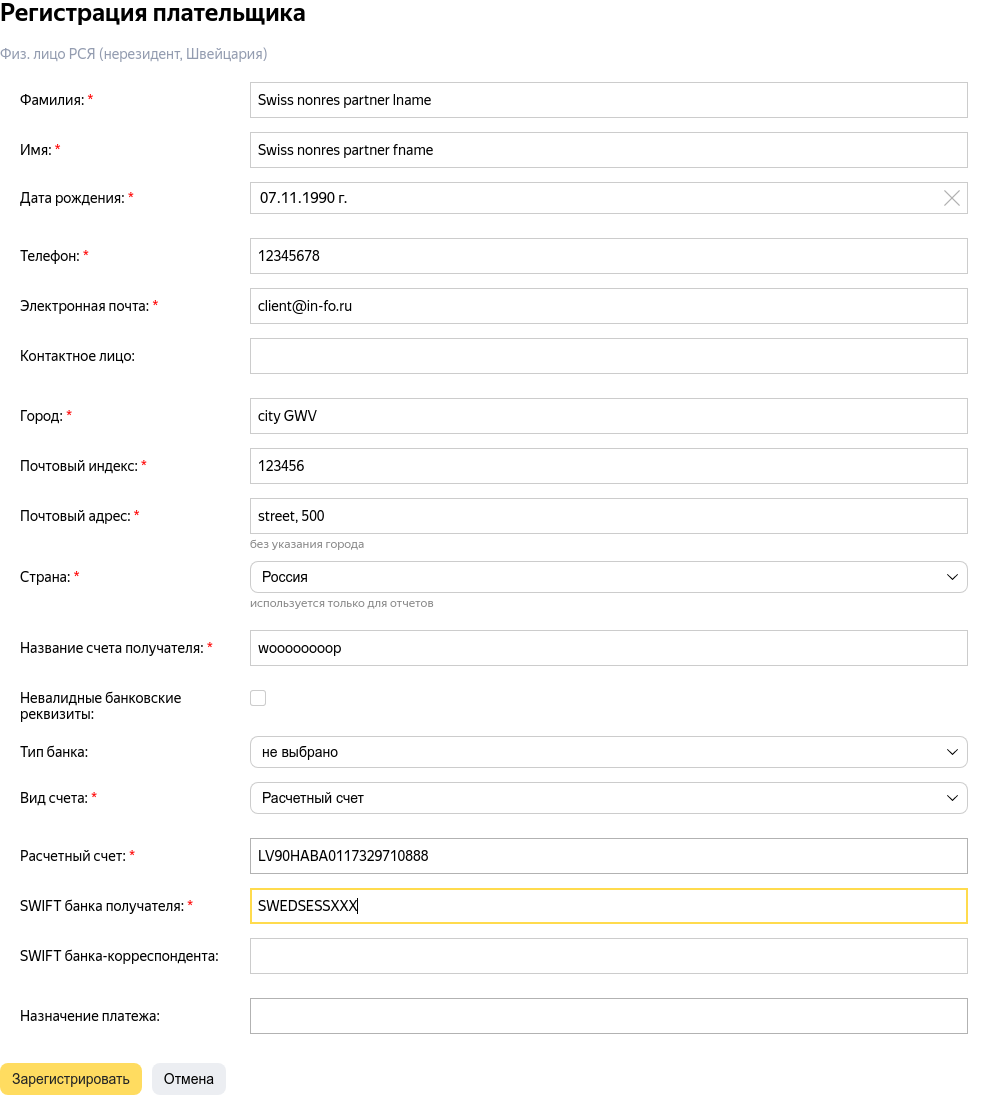 Регистрация плательщика
Физ. лицо РСЯ (нерезидент, Швейцария)
Фамилия: * Swiss nonres partner lname
Имя: * Swiss nonres partner fname
Дата рождения: * 07.11.1990 г.
Телефон: * 12345678
Электронная почта: * client@in-fo.ru
Контактное лицо:
Город: * city GWV
Почтовый индекс: * 123456
Почтовый адрес: * street, 500
без указания города
Страна: * Россия
используется только для отчетов
Название счета получателя: * woooooooop
Невалидные банковские
реквизиты:
Тип банка: не выбрано
Вид счета: * Расчетный счет
Расчетный счет: * LV90HABA0117329710888
SWIFT банка получателя: * SWEDSESSXXX
SWIFT банка-корреспондента:
Назначение платежа:
Зарегистрировать Отмена